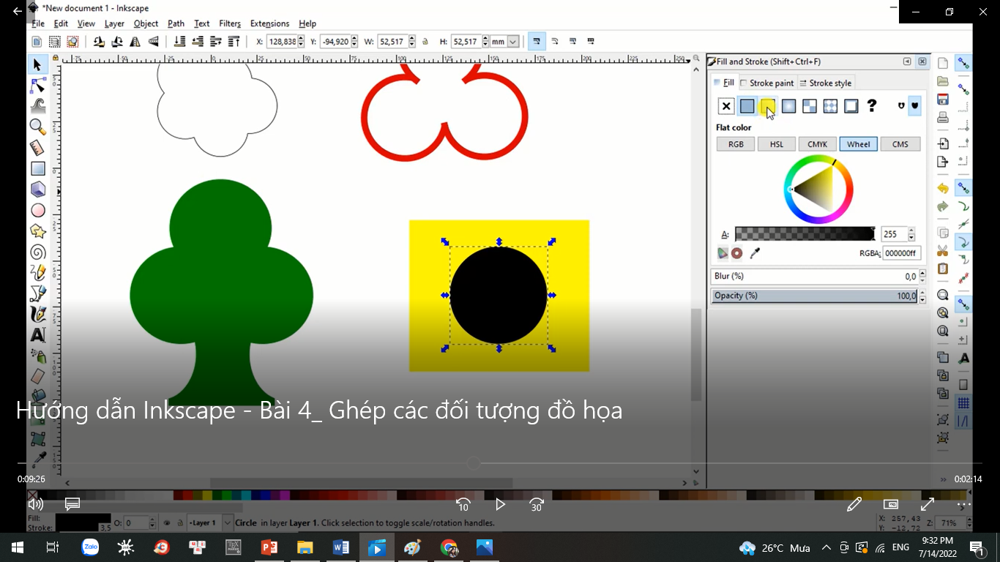 *New document 1 - Inkscape
File Edit View Layer Object Path Text Filters Extensions Help
X: 128,838 Y: -94,920 W: 52,517 H: 52,517 mm
Fill and Stroke (Shift+Ctrl+F)
Fill Stroke paint Stroke style
?
Flat color
RGB HSL CMYK Wheel CMS
A: 255
RGBA: 000000ff
Blur (%) 0,0
Opacity (%) 100,0
Hướng dẫn Inkscape - Bài 4_ Ghép các đối tượng đồ họa
0:09:26 0:02:14
10 30
Fill:
Stroke: 3,5 O: 0 Layer 1 Circle in layer Layer 1. Click selection to toggle scale/rotation handles.
X: 257,43
Y: -12,72
Z: 71%
Zalo
26°C Mưa ENG
9:32 PM
7/14/2022
1